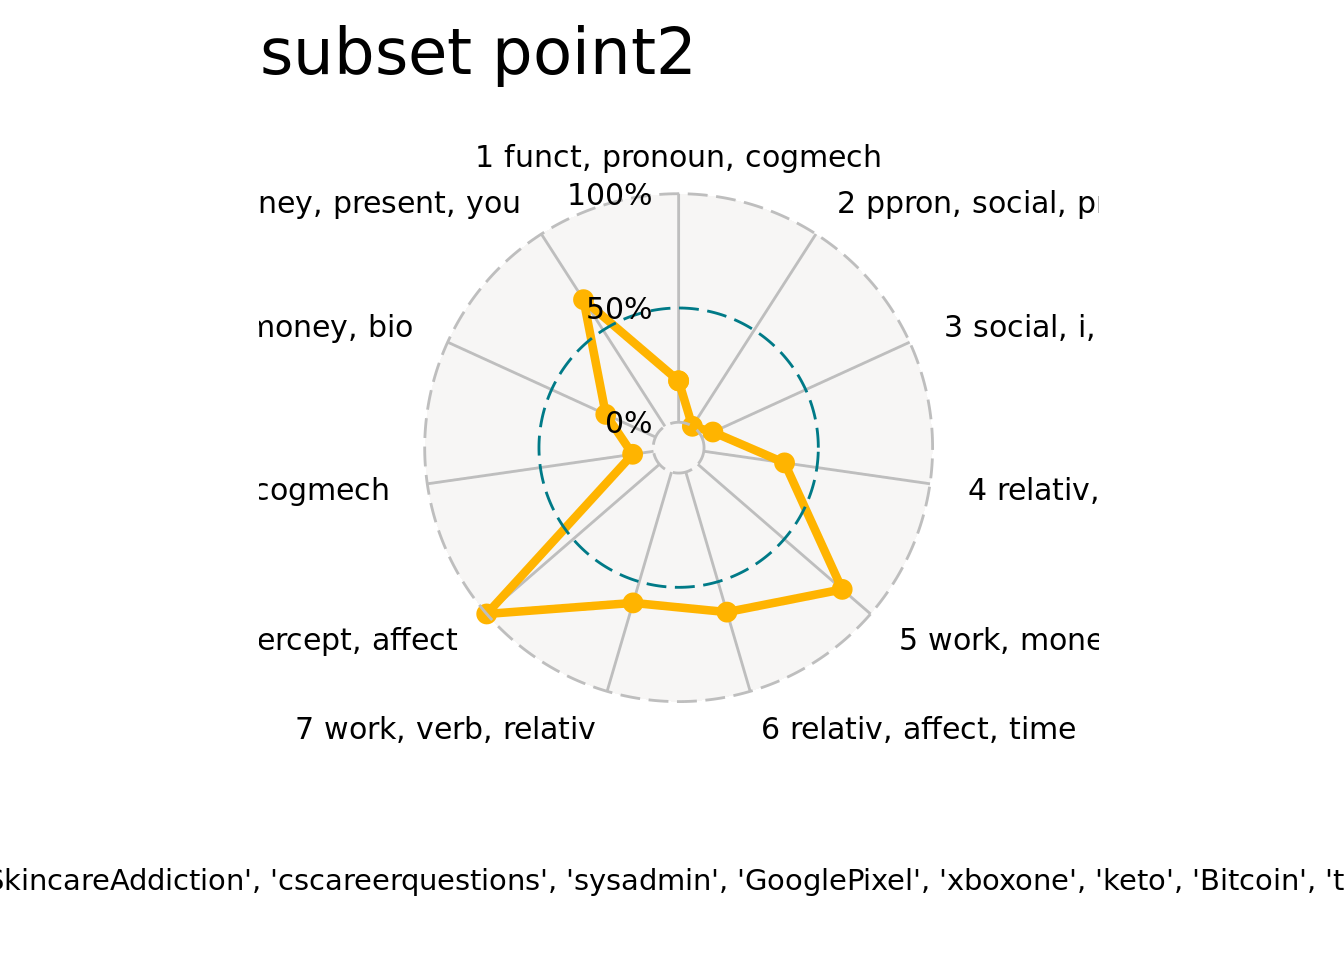 subset point2
1 funct, pronoun, cogmech
100%
ney, present, you
2 ppron, social, p
50%
money, bio
3 social, i,
0%
cogmech
4 relativ,
ercept, affect
5 work, mone
7 work, verb, relativ
6 relativ, affect, time
SkincareAddiction', 'cscareerquestions', 'sysadmin', 'GooglePixel', 'xboxone', 'keto', 'Bitcoin', 't